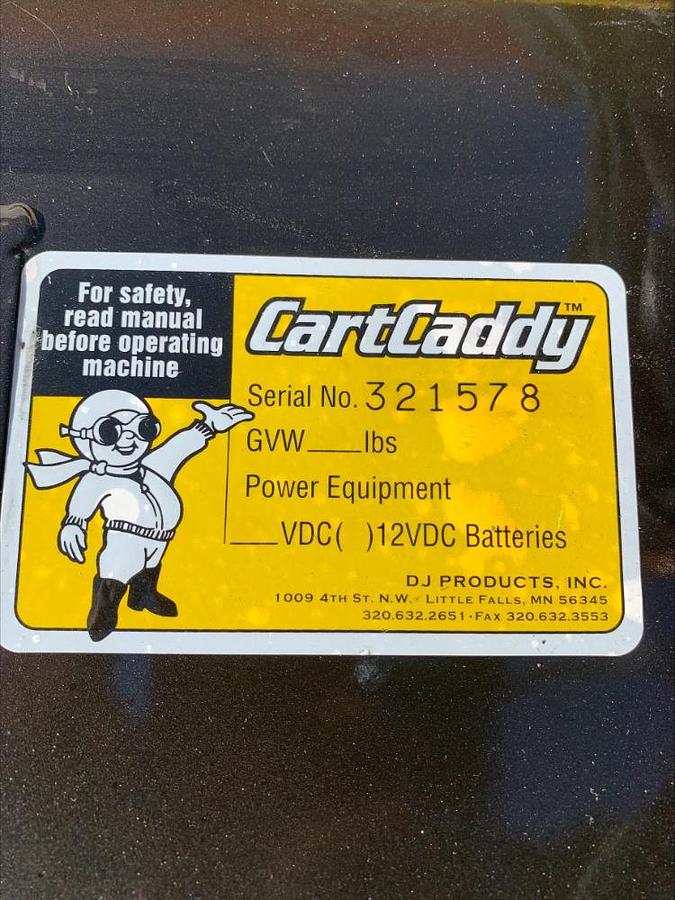 For safety,
read manual
before operating
machine
CartCaddy™
Serial No. 321578
GVW____lbs
Power Equipment
____VDC( )12VDC Batteries
DJ PRODUCTS, INC.
1009 4TH ST. N.W. · LITTLE FALLS, MN 56345
320.632.2651 · FAX 320.632.3553